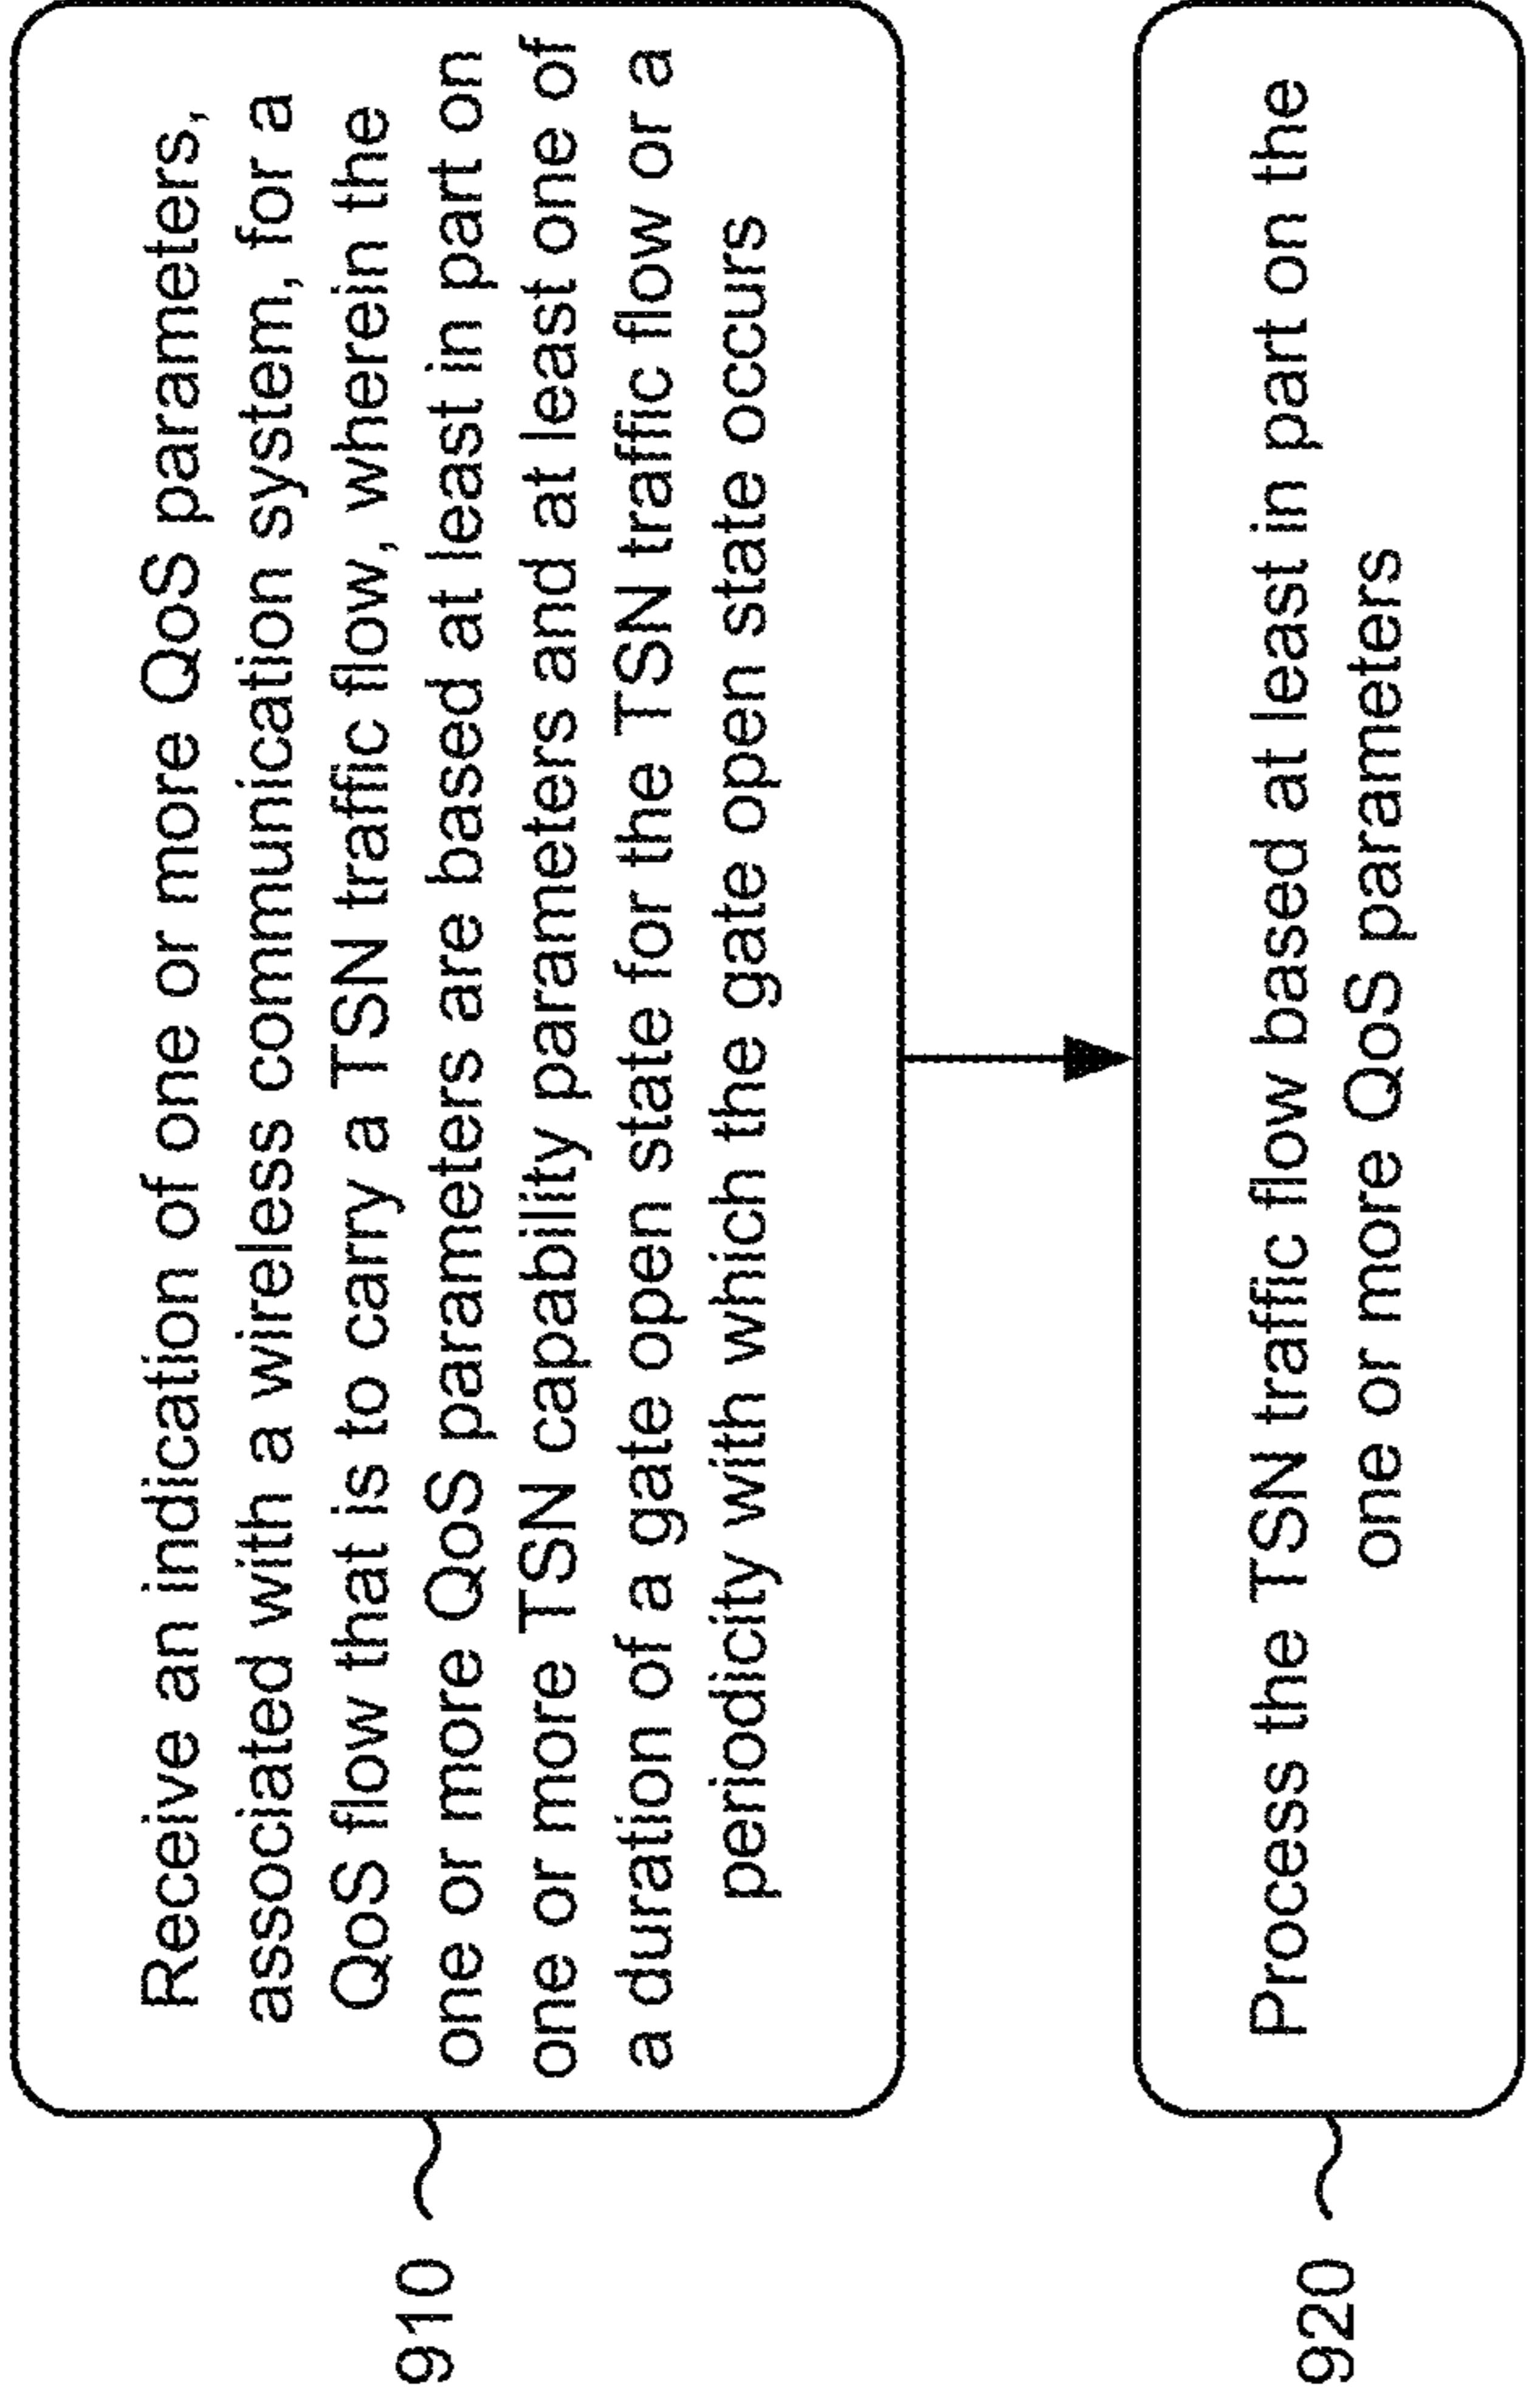 910
Receive an indication of one or more QoS parameters,
associated with a wireless communication system, for a
QoS flow that is to carry a TSN traffic flow, wherein the
one or more QoS parameters are based at least in part on
one or more TSN capability parameters and at least one of
a duration of a gate open state for the TSN traffic flow or a
periodicity with which the gate open state occurs
920
Process the TSN traffic flow based at least in part on the
one or more QoS parameters